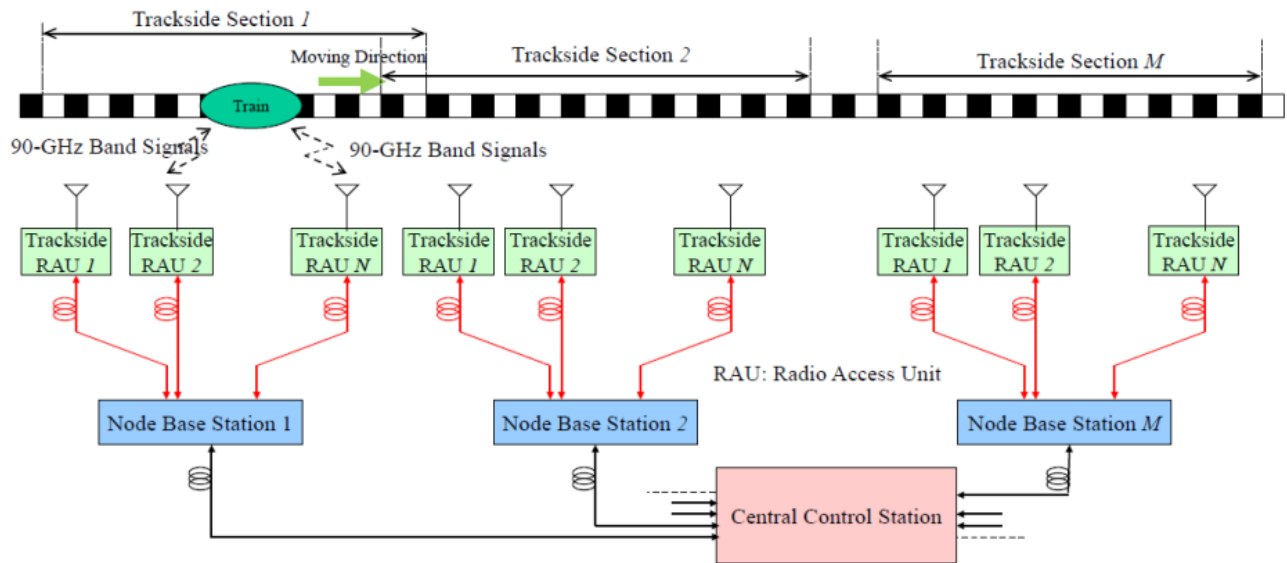 Trackside Section 1
Moving Direction
Trackside Section 2
Trackside Section M
Train
90-GHz Band Signals
90-GHz Band Signals
Trackside
RAU 1
Trackside
RAU 2
Trackside
RAU N
Trackside
RAU 1
Trackside
RAU 2
Trackside
RAU N
Trackside
RAU 1
Trackside
RAU 2
Trackside
RAU N
RAU: Radio Access Unit
Node Base Station 1
Node Base Station 2
Node Base Station M
Central Control Station